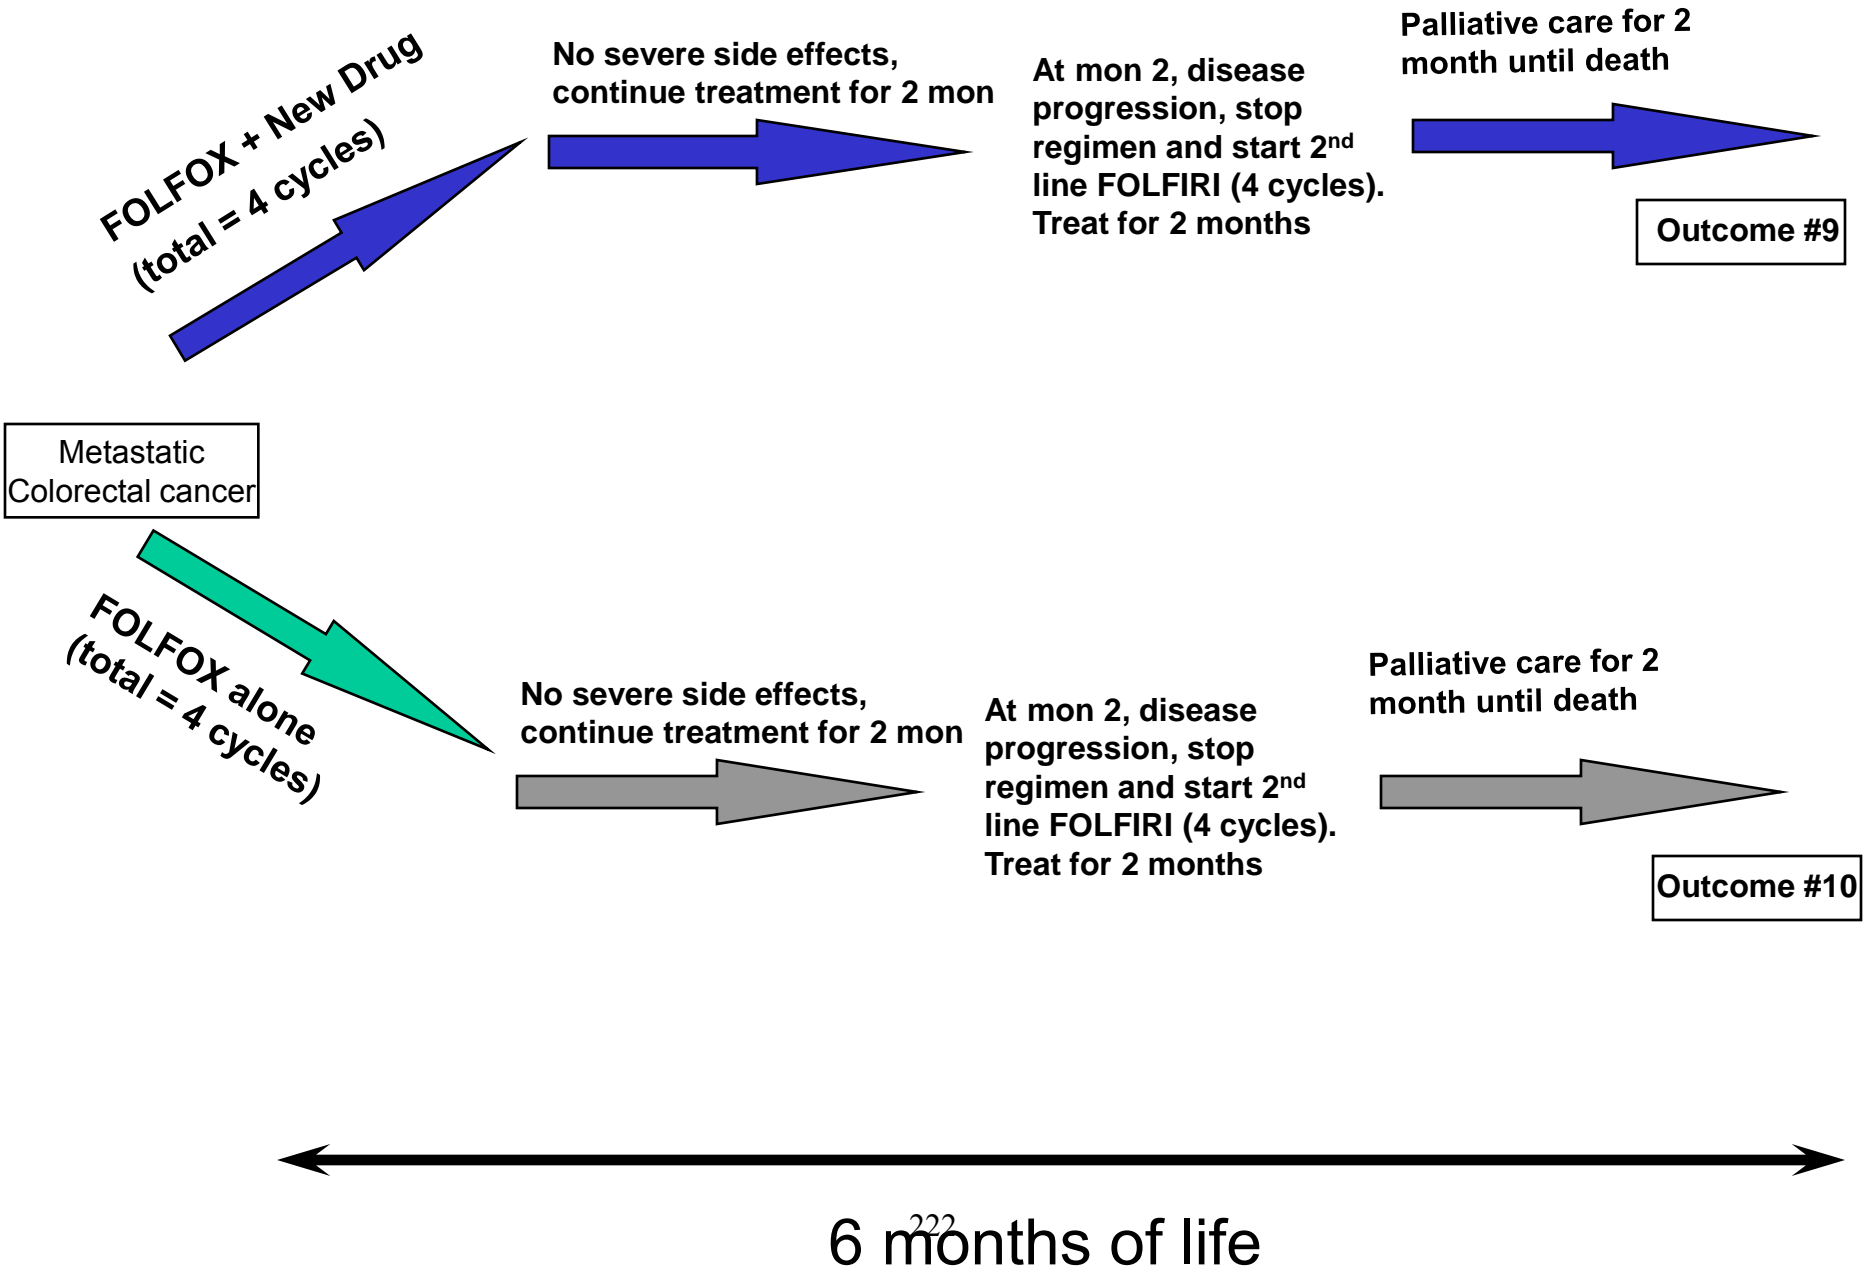 FOLFOX + New Drug
(total = 4 cycles)
No severe side effects,
continue treatment for 2 mon
At mon 2, disease
progression, stop
regimen and start 2nd
line FOLFIRI (4 cycles).
Treat for 2 months
Palliative care for 2
month until death
Outcome #9
Metastatic
Colorectal cancer
FOLFOX alone
(total = 4 cycles)
No severe side effects,
continue treatment for 2 mon
At mon 2, disease
progression, stop
regimen and start 2nd
line FOLFIRI (4 cycles).
Treat for 2 months
Palliative care for 2
month until death
Outcome #10
222
6 months of life